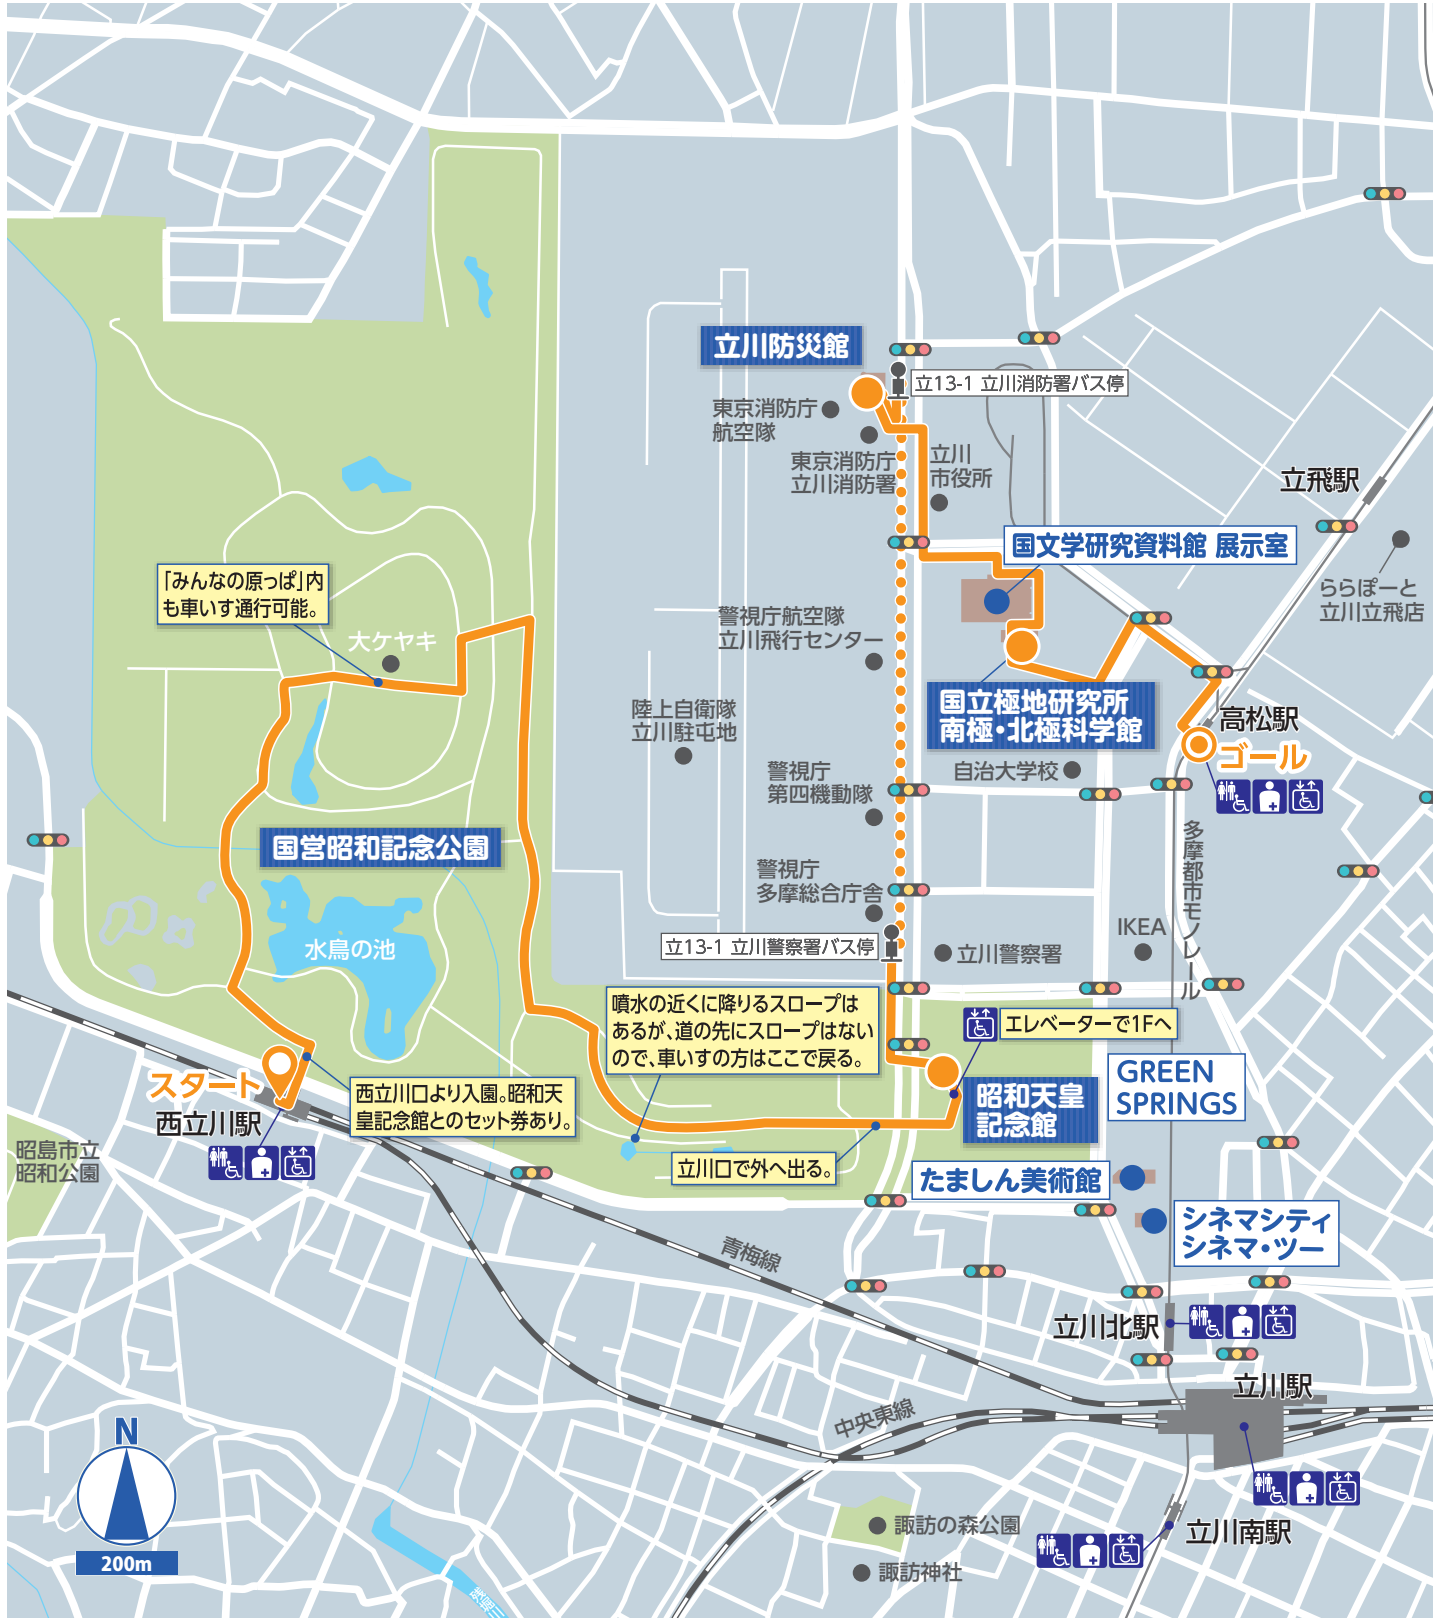 立川防災館
立13-1 立川消防署バス停
東京消防庁
航空隊
東京消防庁
立川消防署
立川
市役所
立飛駅
国文学研究資料館 展示室
ららぽーと
立川立飛店
「みんなの原っぱ」内
も車いす通行可能。
大ケヤキ
警視庁航空隊
立川飛行センター
国立極地研究所
南極・北極科学館
陸上自衛隊
立川駐屯地
高松駅
ゴール
自治大学校
警視庁
第四機動隊
国営昭和記念公園
多摩都市モノレール
警視庁
多摩総合庁舎
IKEA
水鳥の池
立13-1 立川警察署バス停
立川警察署
噴水の近くに降りるスロープは
あるが、道の先にスロープはない
ので、車いすの方はここで戻る。
エレベーターで1Fへ
スタート
西立川駅
西立川口より入園。昭和天
皇記念館とのセット券あり。
昭和天皇
記念館
GREEN
SPRINGS
昭島市立
昭和公園
立川口で外へ出る。
たましん美術館
シネマシティ
シネマ・ツー
青梅線
立川北駅
立川駅
中央東線
N
200m
諏訪の森公園
立川南駅
諏訪神社